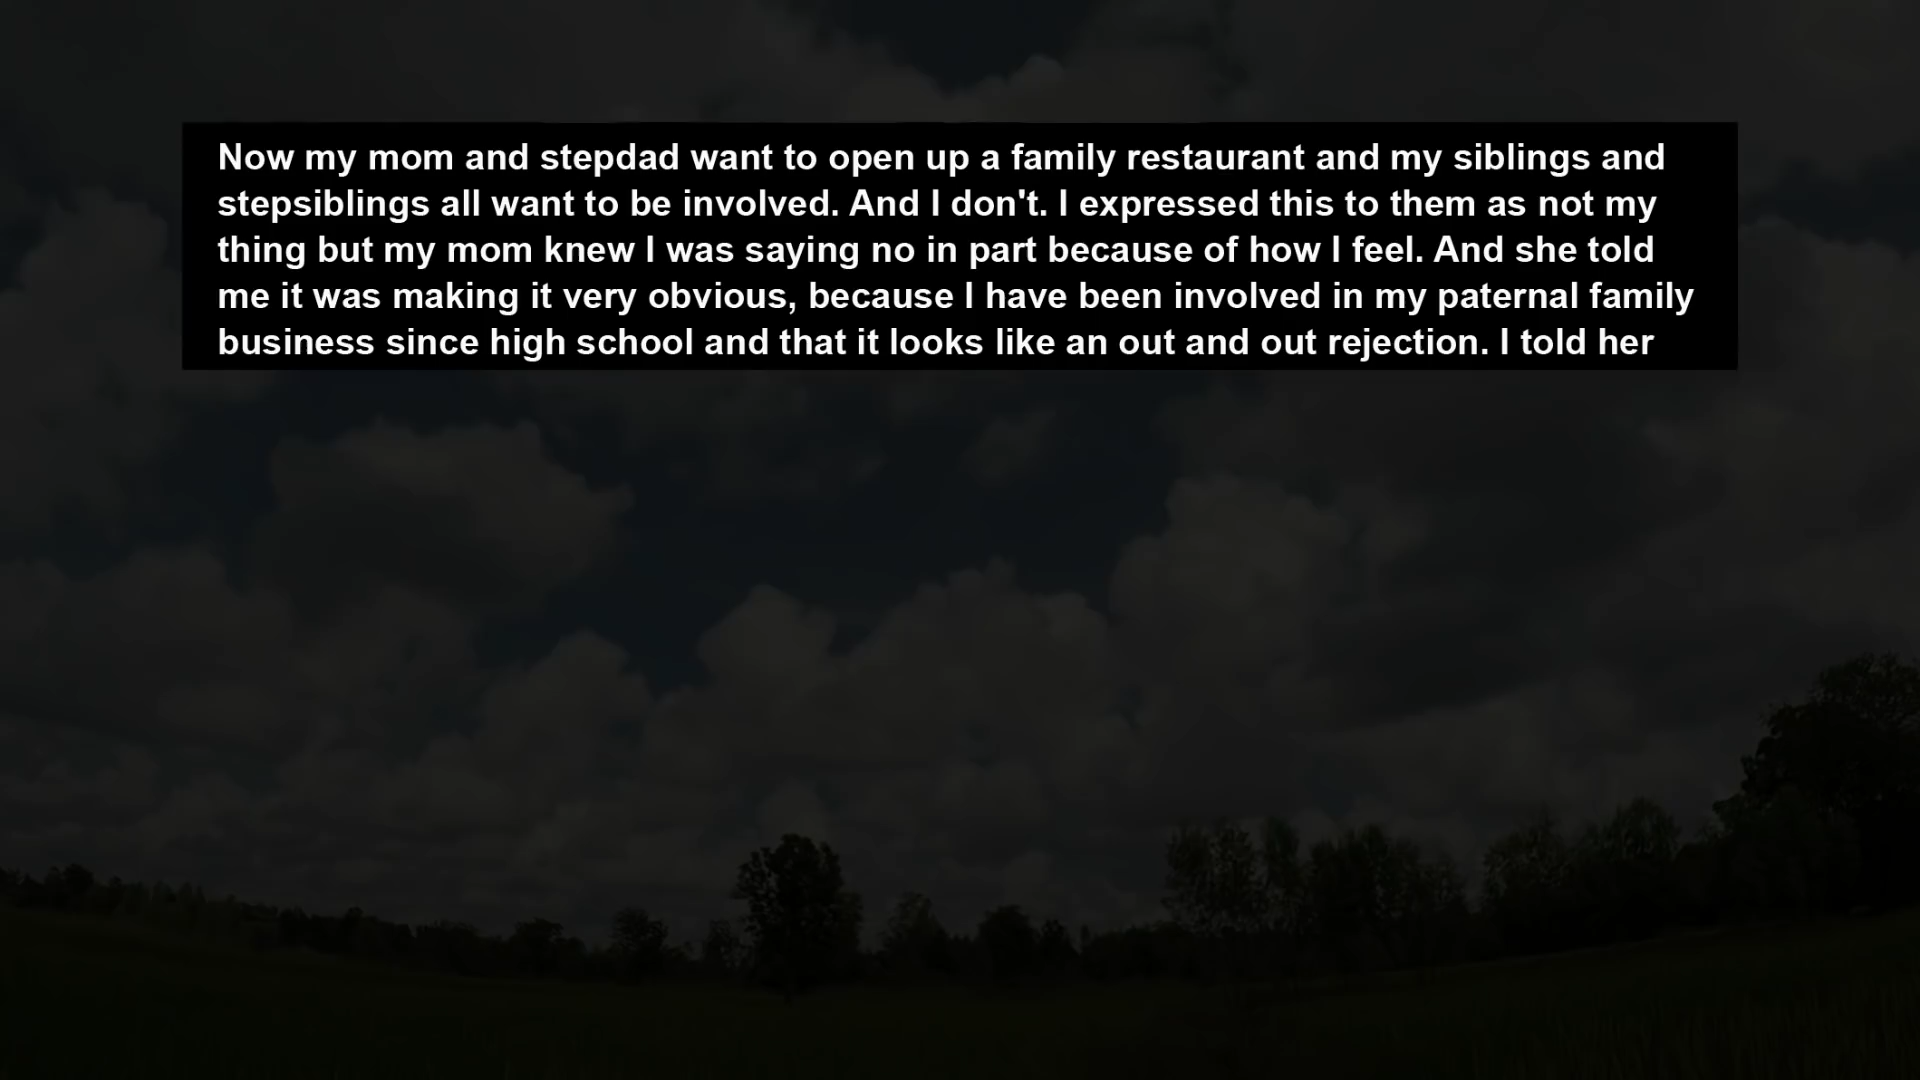 Now my mom and stepdad want to open up a family restaurant and my siblings and
stepsiblings all want to be involved. And I don't. I expressed this to them as not my
thing but my mom knew I was saying no in part because of how I feel. And she told
me it was making it very obvious, because I have been involved in my paternal family
business since high school and that it looks like an out and out rejection. I told her